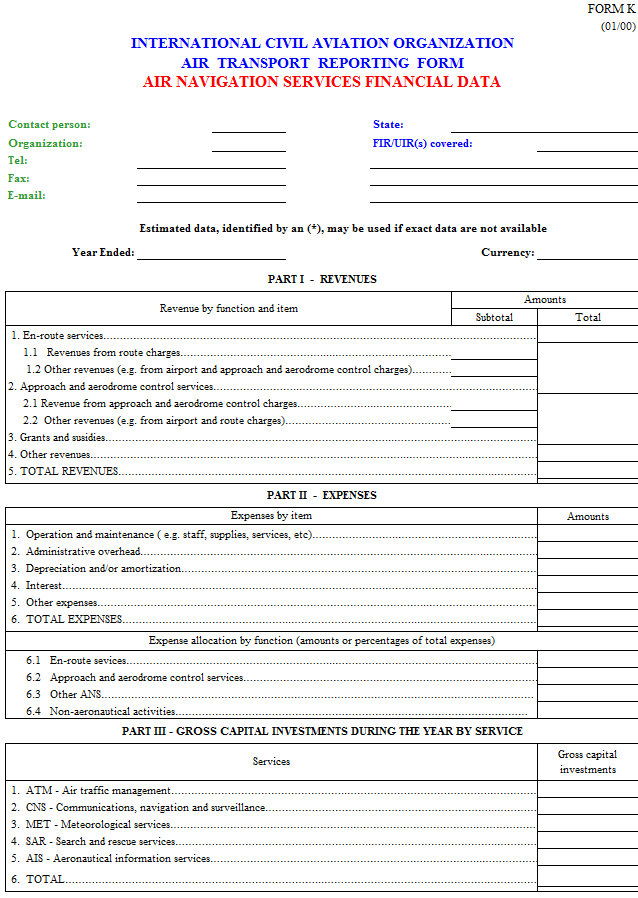 FORM K
(01/00)
INTERNATIONAL CIVIL AVIATION ORGANIZATION
AIR TRANSPORT REPORTING FORM
AIR NAVIGATION SERVICES FINANCIAL DATA
Contact person: State:
Organization: FIR/UIR(s) covered:
Tel:
Fax:
E-mail:
Estimated data, identified by an (*), may be used if exact data are not available
Year Ended: Currency:
PART I - REVENUES
Revenue by function and item Amounts
Subtotal Total
1. En-route services
1.1 Revenues from route charges
1.2 Other revenues (e.g. from airport and approach and aerodrome control charges)
2. Approach and aerodrome control services
2.1 Revenue from approach and aerodrome control charges
2.2 Other revenues (e.g. from airport and route charges)
3. Grants and susidies
4. Other revenues
5. TOTAL REVENUES
PART II - EXPENSES
Expenses by item Amounts
1. Operation and maintenance ( e.g. staff, supplies, services, etc)
2. Administrative overhead
3. Depreciation and/or amortization
4. Interest
5. Other expenses
6. TOTAL EXPENSES
Expense allocation by function (amounts or percentages of total expenses)
6.1 En-route sevices
6.2 Approach and aerodrome control services
6.3 Other ANS
6.4 Non-aeronautical activities
PART III - GROSS CAPITAL INVESTMENTS DURING THE YEAR BY SERVICE
Services Gross capital
investments
1. ATM - Air traffic management
2. CNS - Communications, navigation and surveillance
3. MET - Meteorological services
4. SAR - Search and rescue services
5. AIS - Aeronautical information services
6. TOTAL